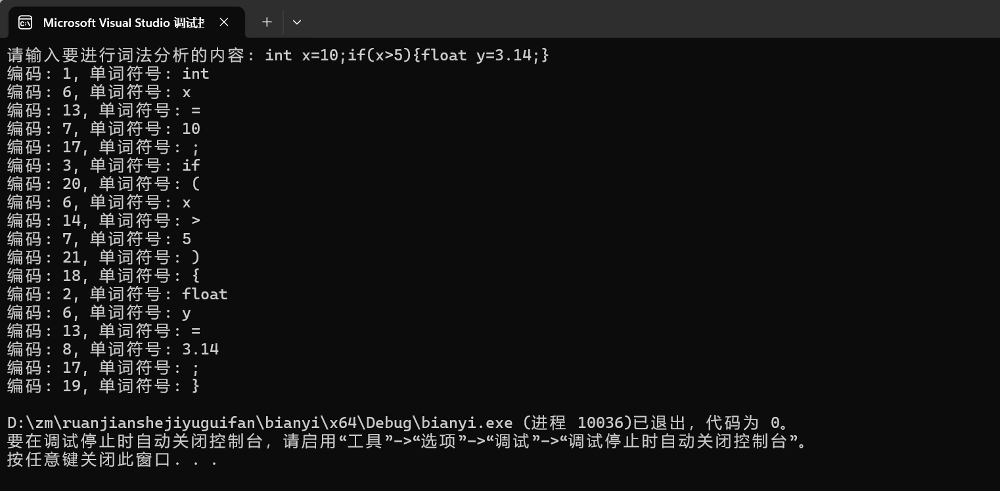 Microsoft Visual Studio 调试
请输入要进行词法分析的内容: int x=10;if(x>5){float y=3.14;}
编码: 1, 单词符号: int
编码: 6, 单词符号: x
编码: 13, 单词符号: =
编码: 7, 单词符号: 10
编码: 17, 单词符号: ;
编码: 3, 单词符号: if
编码: 20, 单词符号: (
编码: 6, 单词符号: x
编码: 14, 单词符号: >
编码: 7, 单词符号: 5
编码: 21, 单词符号: )
编码: 18, 单词符号: {
编码: 2, 单词符号: float
编码: 6, 单词符号: y
编码: 13, 单词符号: =
编码: 8, 单词符号: 3.14
编码: 17, 单词符号: ;
编码: 19, 单词符号: }
D:\zm\ruanjianshejiyuguifan\bianyi\x64\Debug\bianyi.exe (进程 10036)已退出，代码为 0。
要在调试停止时自动关闭控制台，请启用“工具”->“选项”->“调试”->“调试停止时自动关闭控制台”。
按任意键关闭此窗口. . .